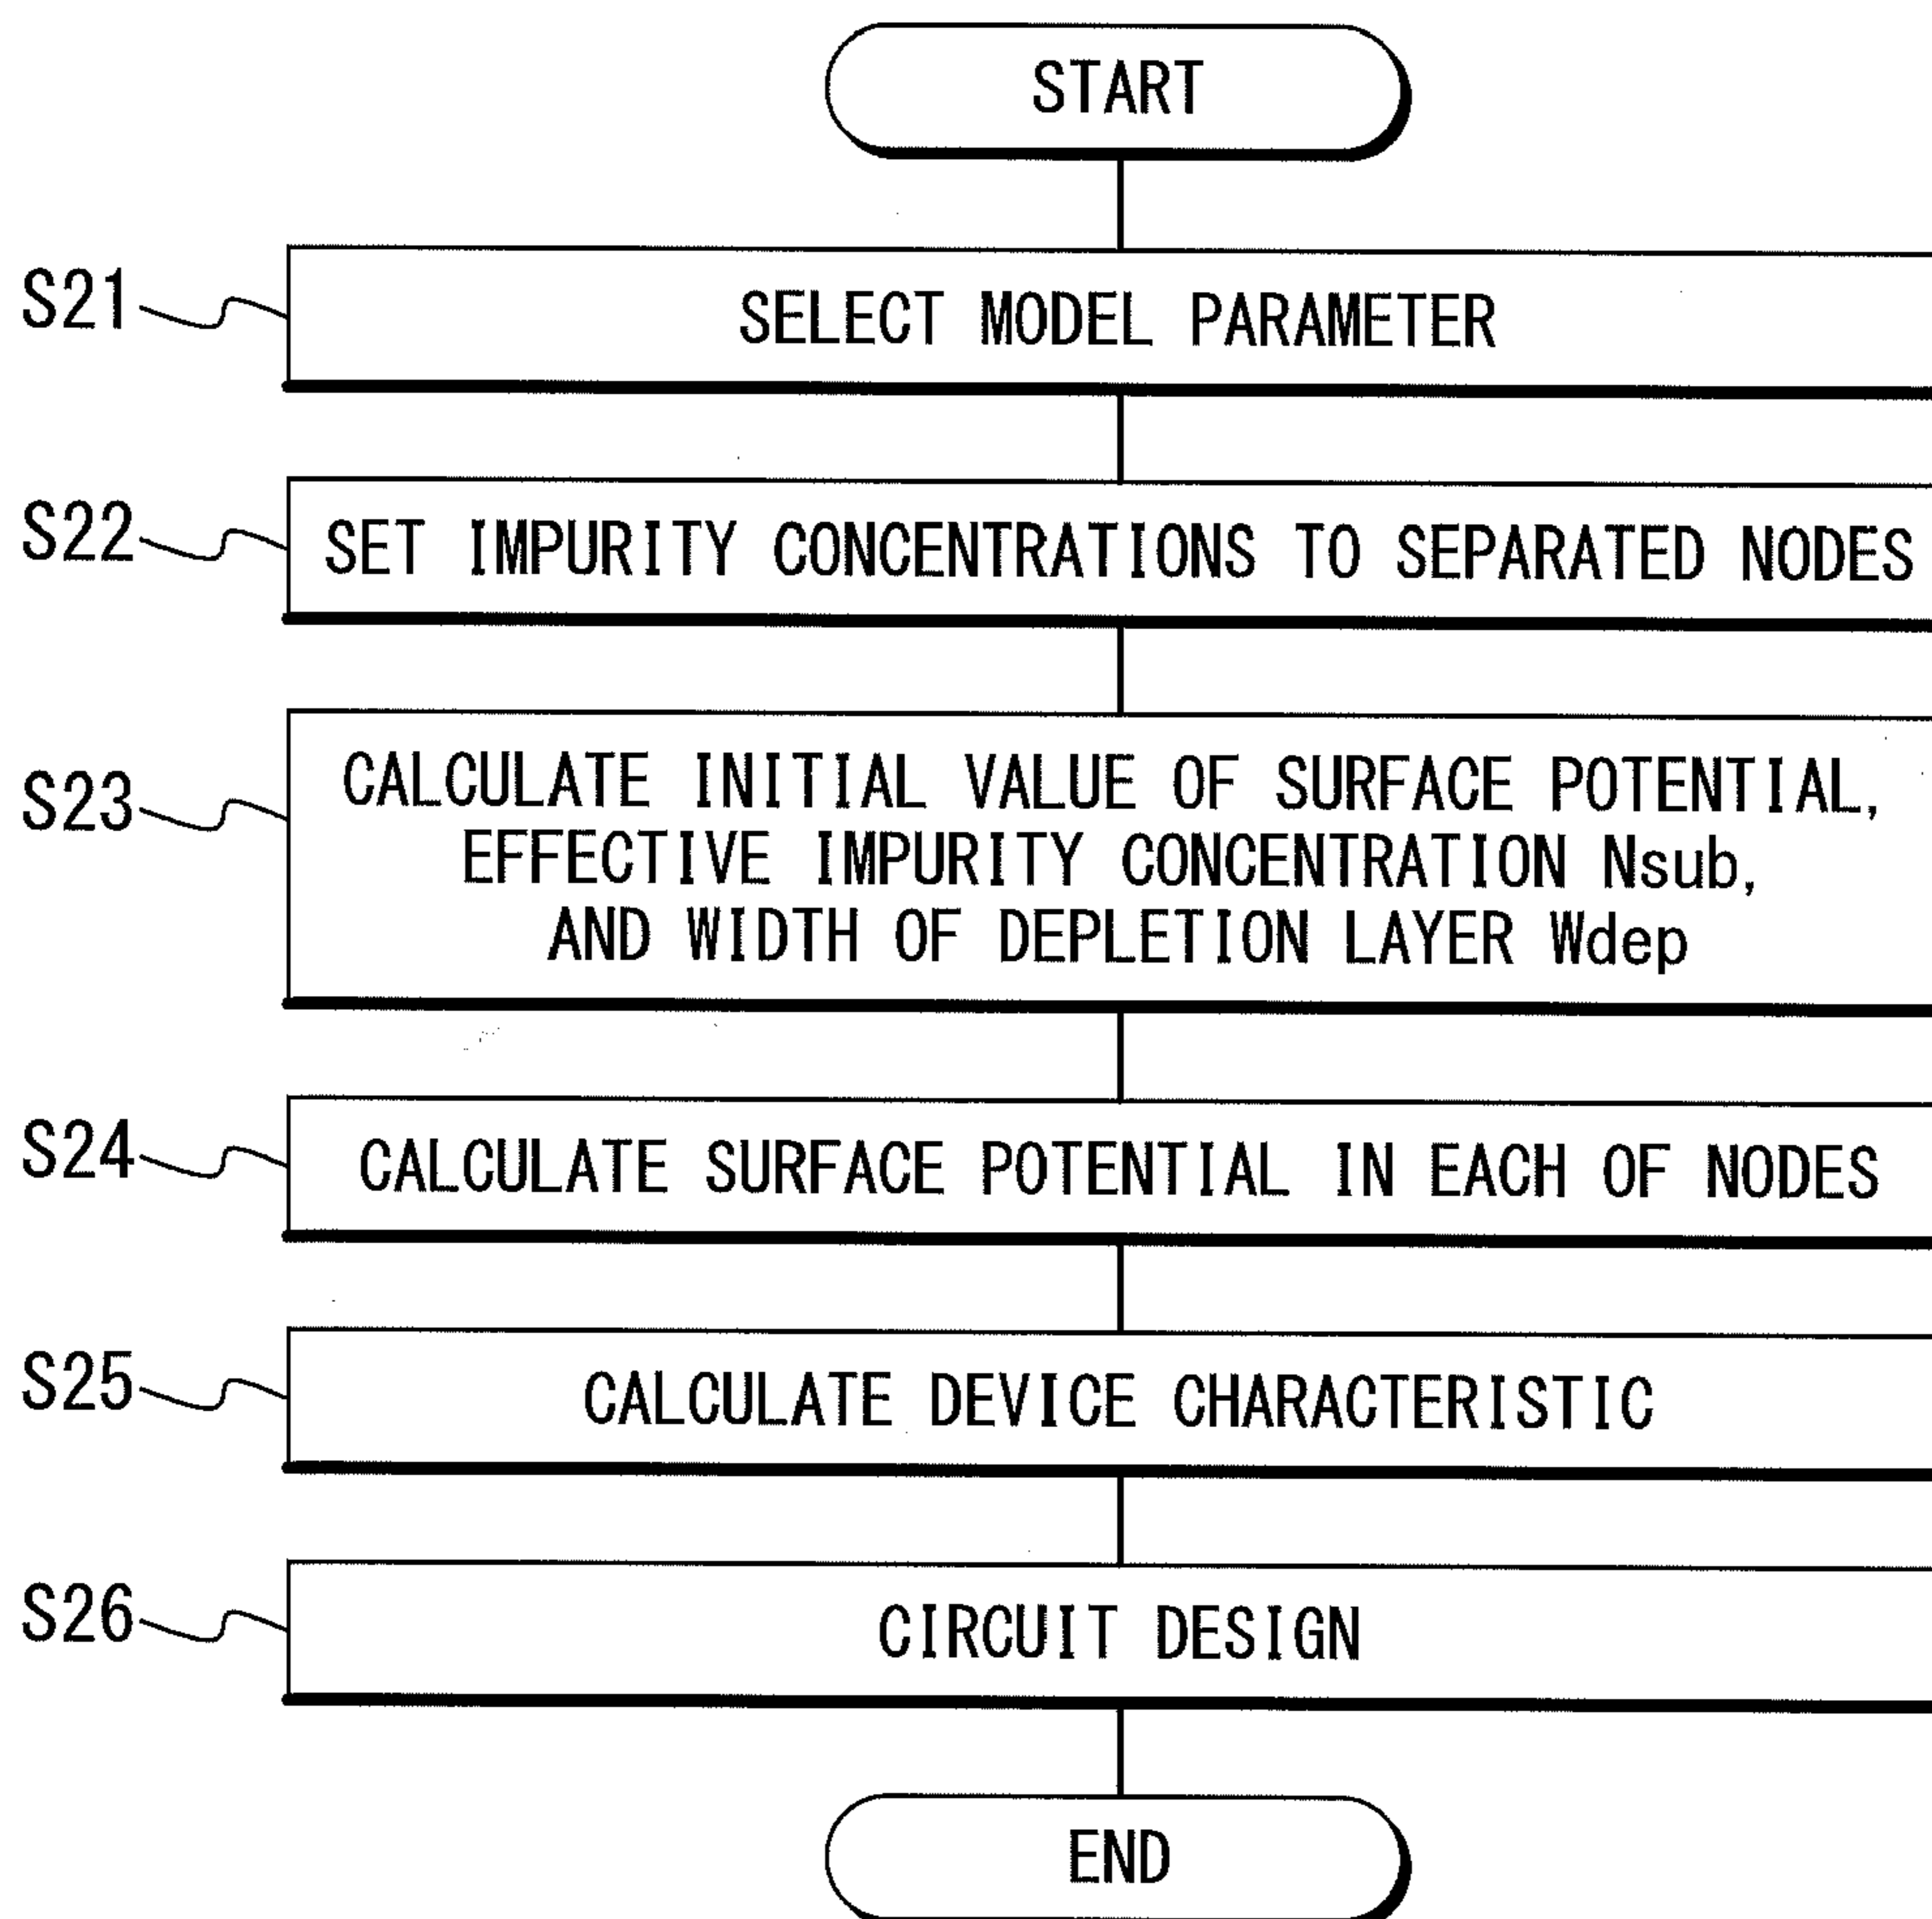 START
S21
SELECT MODEL PARAMETER
S22
SET IMPURITY CONCENTRATIONS TO SEPARATED NODES
S23
CALCULATE INITIAL VALUE OF SURFACE POTENTIAL,
EFFECTIVE IMPURITY CONCENTRATION Nsub,
AND WIDTH OF DEPLETION LAYER Wdep
S24
CALCULATE SURFACE POTENTIAL IN EACH OF NODES
S25
CALCULATE DEVICE CHARACTERISTIC
S26
CIRCUIT DESIGN
END